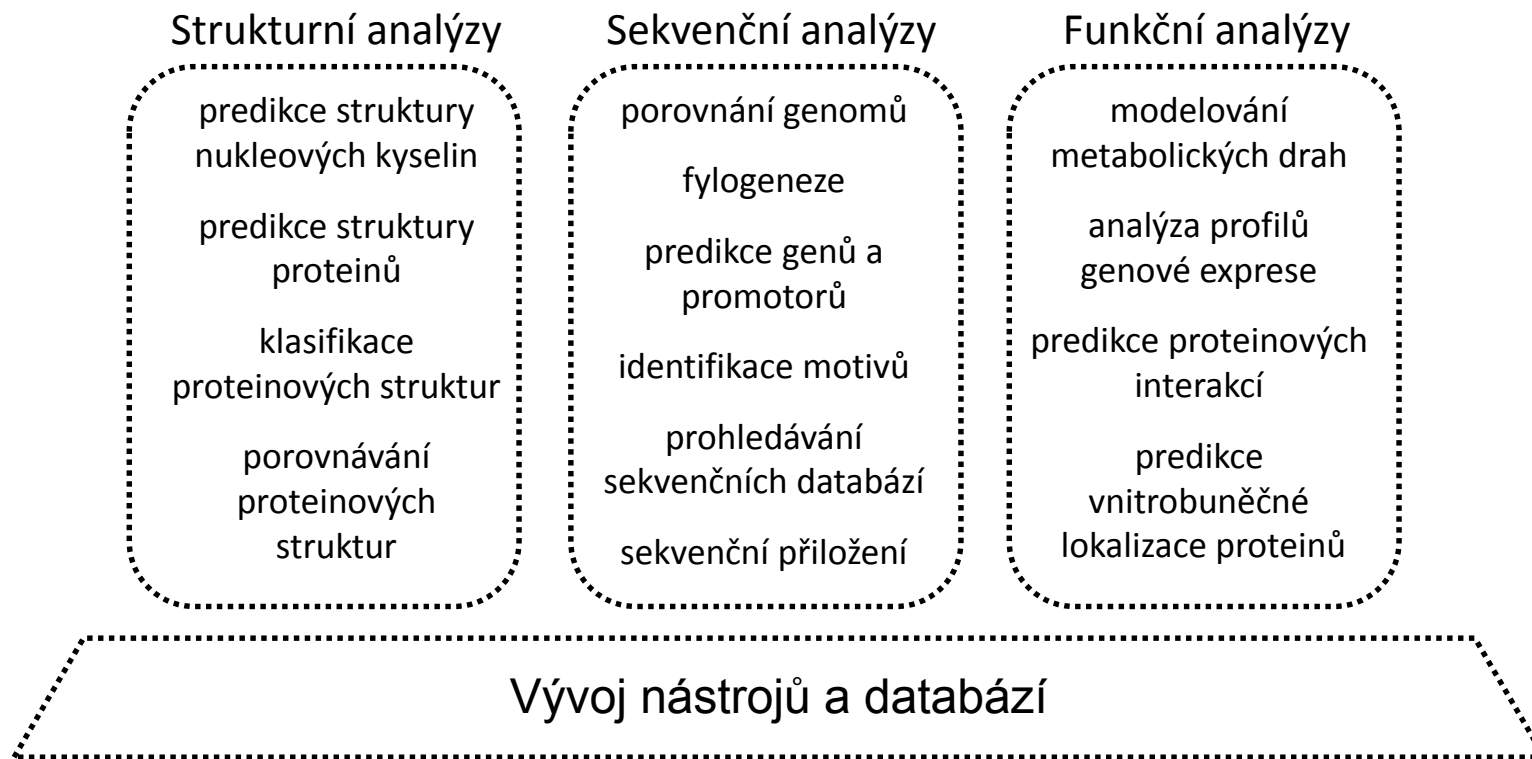 Strukturní analýzy
predikce struktury
nukleových kyselin
predikce struktury
proteinů
klasifikace
proteinových struktur
porovnávání
proteinových
struktur
Sekvenční analýzy
porovnání genomů
fylogeneze
predikce genů a
promotorů
identifikace motivů
prohledávání
sekvenčních databází
sekvenční přiložení
Funkční analýzy
modelování
metabolických drah
analýza profilů
genové exprese
predikce proteinových
interakcí
predikce
vnitrobuněčné
lokalizace proteinů
Vývoj nástrojů a databází